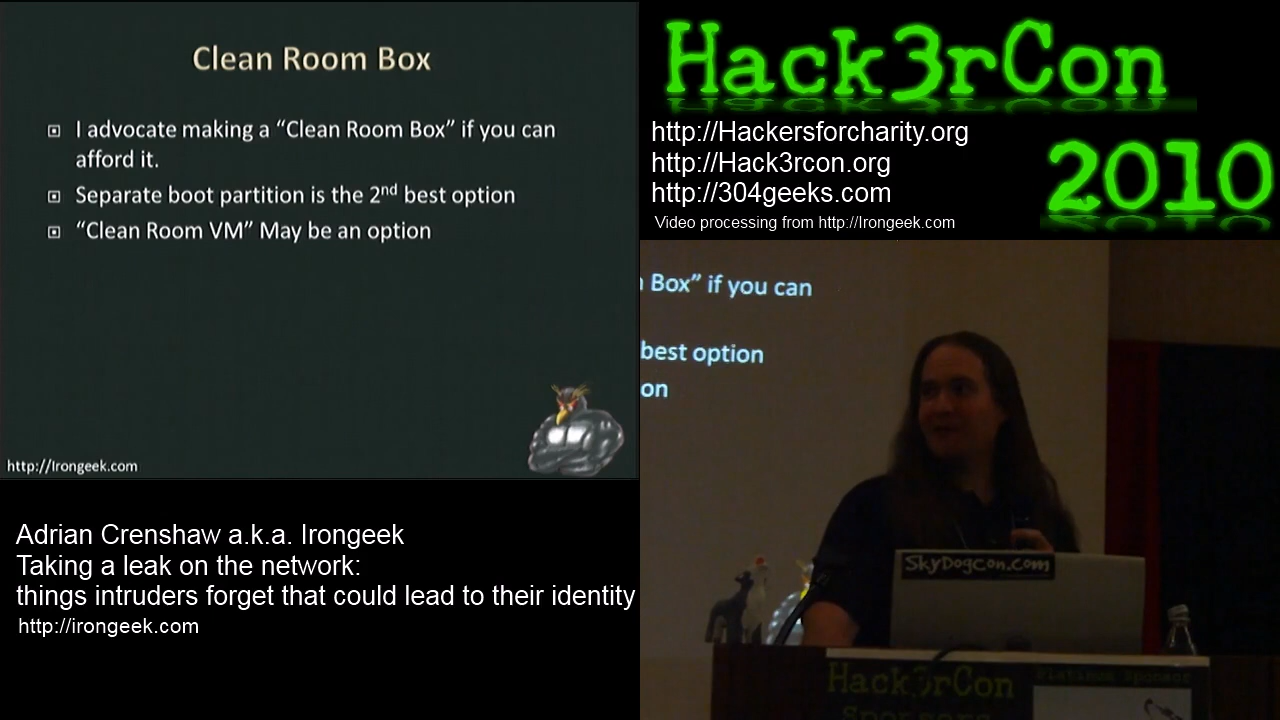 Clean Room Box
I advocate making a “Clean Room Box” if you can
afford it.
Separate boot partition is the 2nd best option
“Clean Room VM” May be an option
http://Irongeek.com
Adrian Crenshaw a.k.a. Irongeek
Taking a leak on the network:
things intruders forget that could lead to their identity
http://irongeek.com
Hack3rCon
2010
http://Hackersforcharity.org
http://Hack3rcon.org
http://304geeks.com
Video processing from http://Irongeek.com
Box” if you can
best option
on
SkyDogCon.com
Hack3rCon
Platinum Sponsor
Sponsors